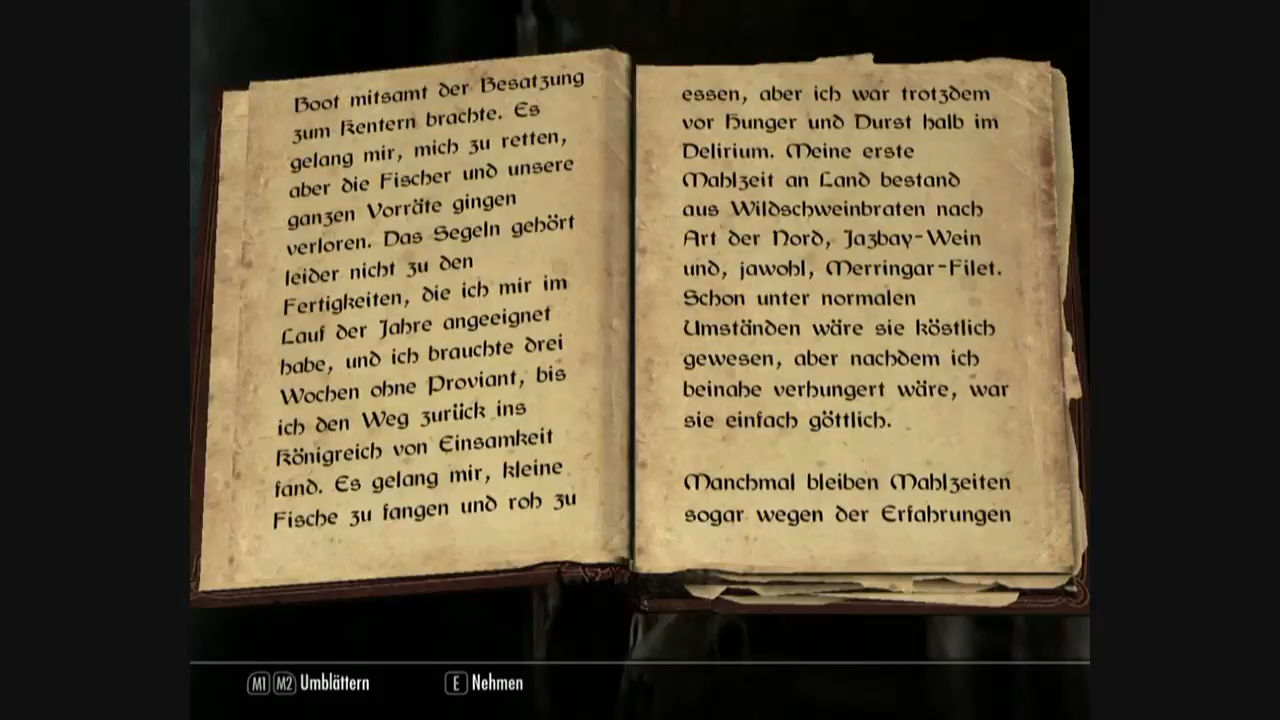 Boot mitsamt der Besatzung
zum Kentern brachte. Es
gelang mir, mich zu retten,
aber die Fischer und unsere
ganzen Vorräte gingen
verloren. Das Segeln gehört
leider nicht zu den
Fertigkeiten, die ich mir im
Lauf der Jahre angeeignet
habe, und ich brauchte drei
Wochen ohne Proviant, bis
ich den Weg zurück ins
Königreich von Einsamkeit
fand. Es gelang mir, kleine
Fische zu fangen und roh zu
essen, aber ich war trotzdem
vor Hunger und Durst halb im
Delirium. Meine erste
Mahlzeit an Land bestand
aus Wildschweinbraten nach
Art der Nord, Jazbay-Wein
und, jawohl, Merringar-Filet.
Schon unter normalen
Umständen wäre sie köstlich
gewesen, aber nachdem ich
beinahe verhungert wäre, war
sie einfach göttlich.
Manchmal bleiben Mahlzeiten
sogar wegen der Erfahrungen
M1 M2 Umblättern
E Nehmen